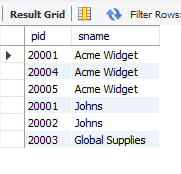 Result Grid Filter Rows:
pid sname
20001 Acme Widget
20004 Acme Widget
20005 Acme Widget
20001 Johns
20002 Johns
20003 Global Supplies